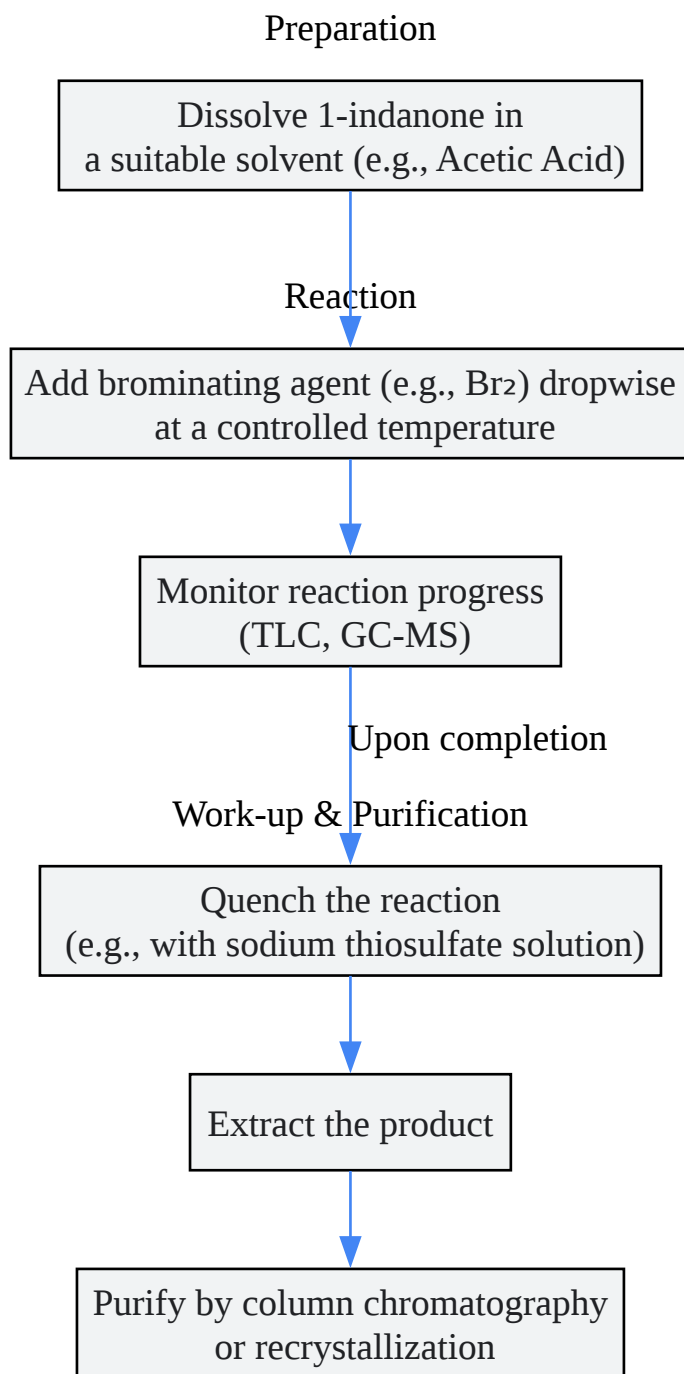 Preparation
Dissolve 1-indanone in
a suitable solvent (e.g., Acetic Acid)
Reaction
Add brominating agent (e.g., Br₂) dropwise
at a controlled temperature
Monitor reaction progress
(TLC, GC-MS)
Upon completion
Work-up & Purification
Quench the reaction
(e.g., with sodium thiosulfate solution)
Extract the product
Purify by column chromatography
or recrystallization